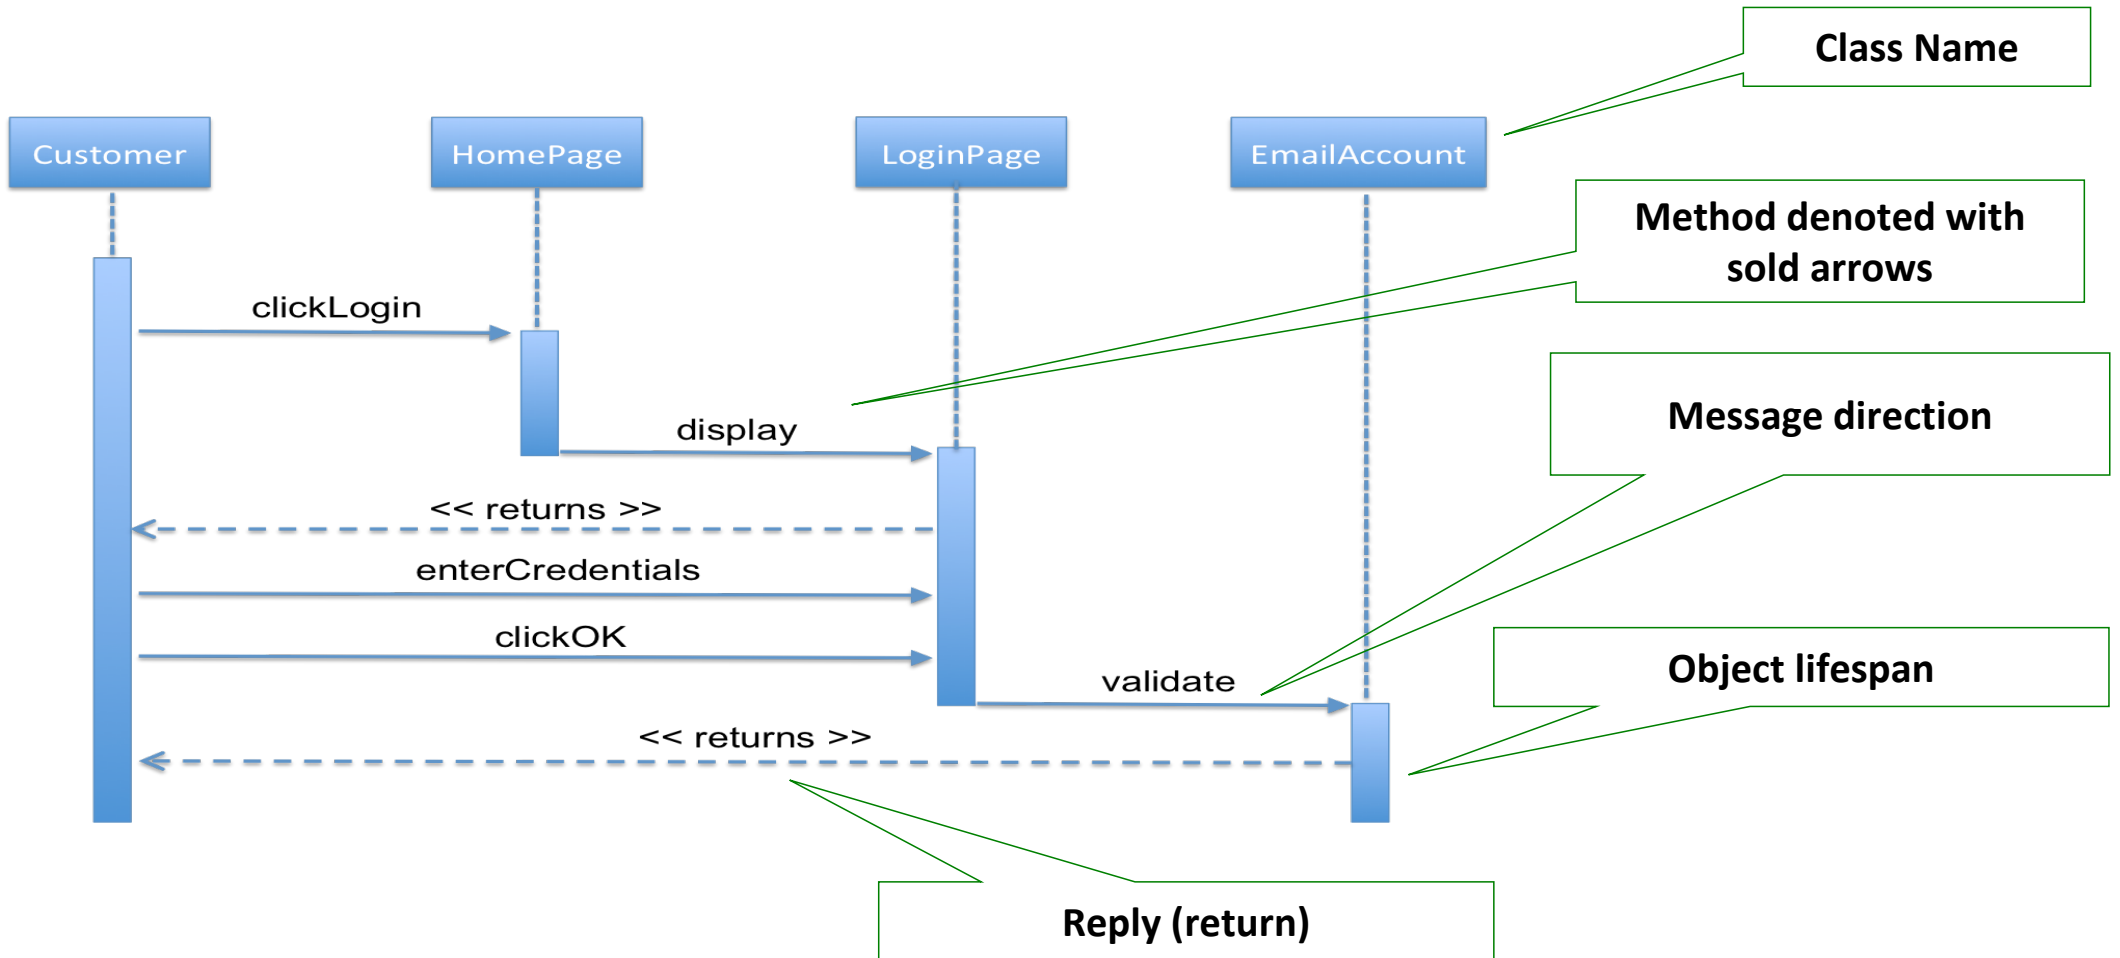 Class Name
Customer
HomePage
LoginPage
EmailAccount
Method denoted with
sold arrows
clickLogin
display
Message direction
<< returns >>
enterCredentials
clickOK
Object lifespan
validate
<< returns >>
Reply (return)